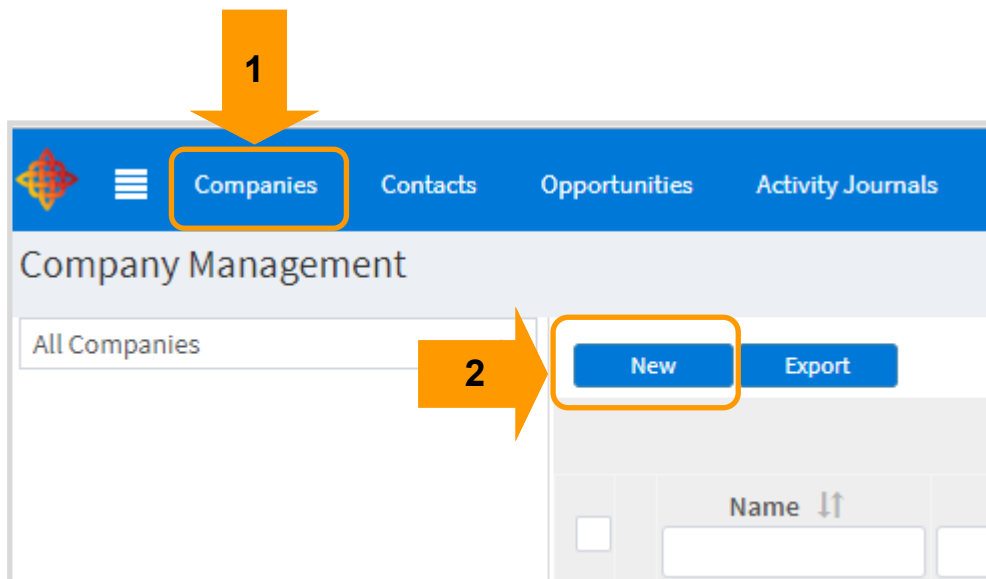 1
Companies Contacts Opportunities Activity Journals
Company Management
All Companies
2
New Export
Name